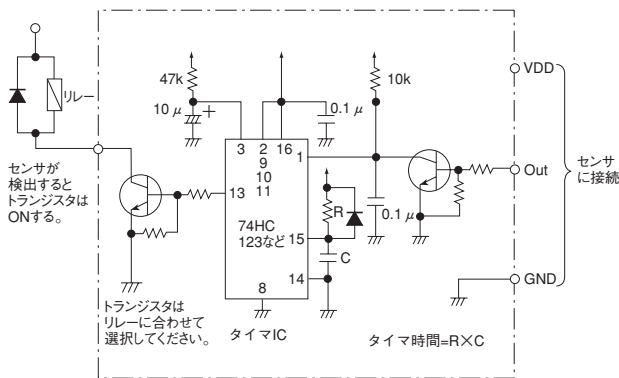 リレー
センサが
検出すると
トランジスタは
ONする。
トランジスタは
リレーに合わせて
選択してください。
47k
10μ
+
0.1μ
10k
3
2
16
9
10
11
1
13
74HC
123など
15
14
8
R
C
0.1μ
タイマIC
タイマ時間=R×C
VDD
Out
GND
センサ
に接続